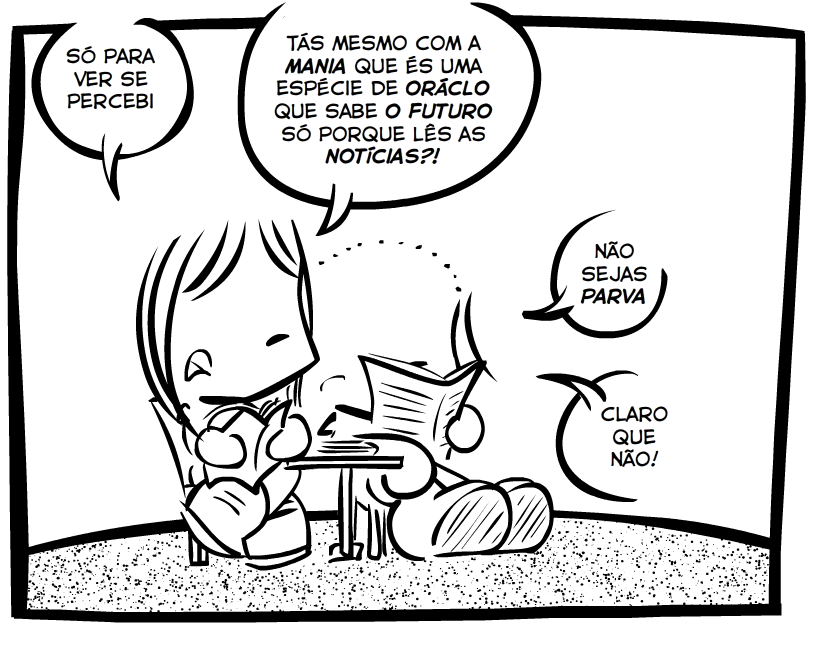 SÓ PARA
VER SE
PERCEBI
TÁS MESMO COM A
MANIA QUE ÉS UMA
ESPÉCIE DE ORÁCLO
QUE SABE O FUTURO
SÓ PORQUE LÊS AS
NOTÍCIAS?!
NÃO
SEJAS
PARVA
CLARO
QUE
NÃO!